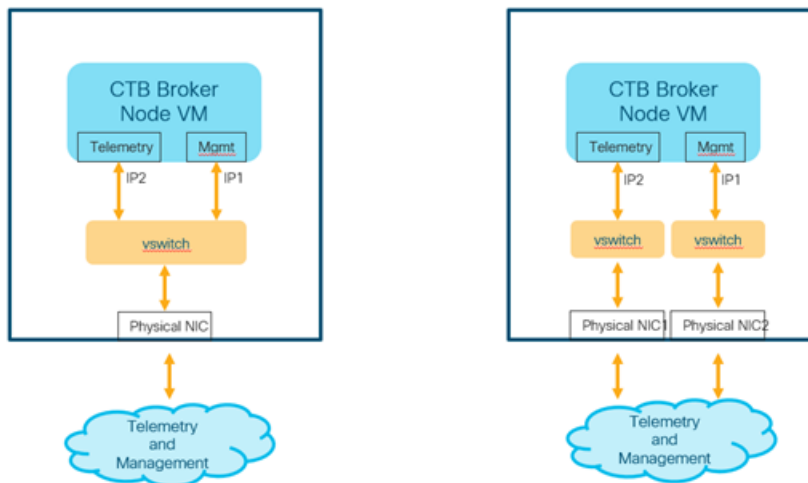 CTB Broker
Node VM
Telemetry
Mgmt
IP2
IP1
vswitch
Physical NIC
Telemetry
and
Management
CTB Broker
Node VM
Telemetry
Mgmt
IP2
IP1
vswitch
vswitch
Physical NIC1
Physical NIC2
Telemetry
and
Management